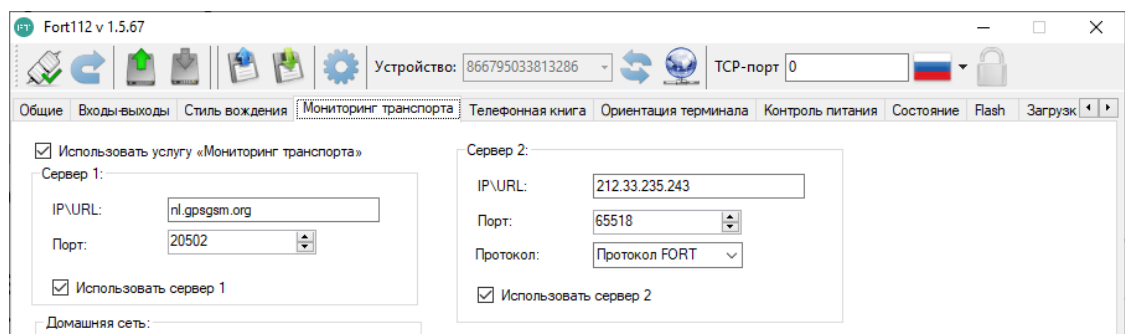 Fort112 v 1.5.67
Устройство: 866795033813286 TCP-порт 0
Общие Входы-выходы Стиль вождения Мониторинг транспорта Телефонная книга Ориентация терминала Контроль питания Состояние Flash Загрузк
Использовать услугу «Мониторинг транспорта»
Сервер 1:
IP\URL: nl.gpsgsm.org
Порт: 20502
Использовать сервер 1
Домашняя сеть:
Сервер 2:
IP\URL: 212.33.235.243
Порт: 65518
Протокол: Протокол FORT
Использовать сервер 2